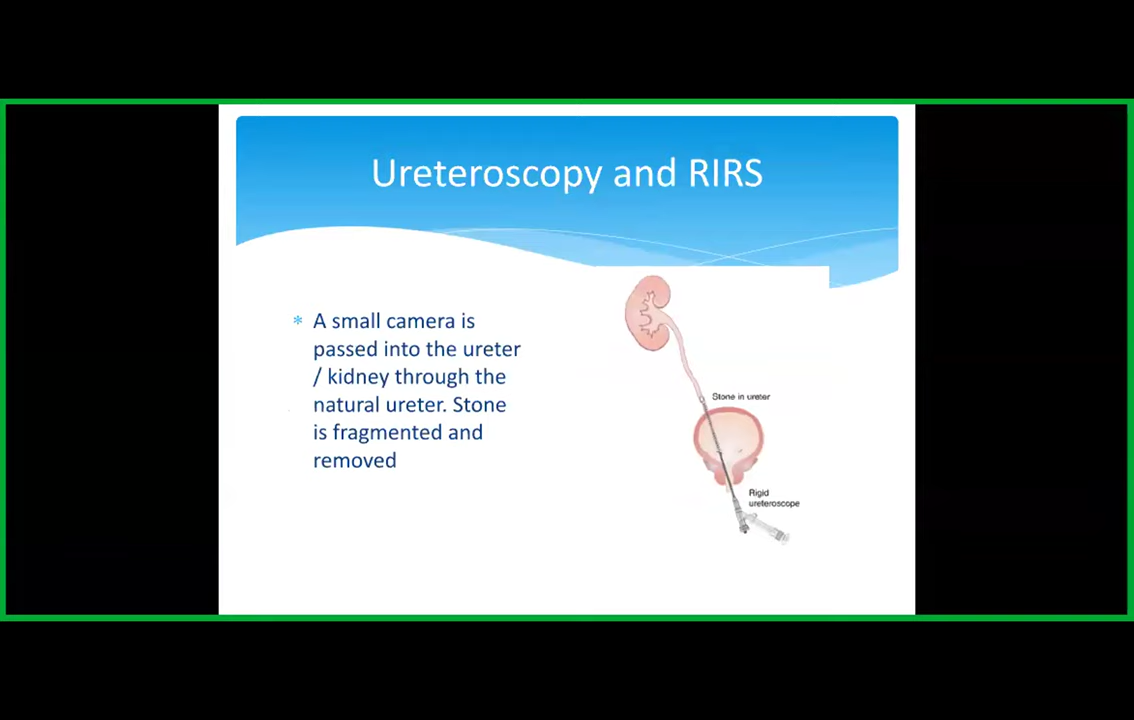 Ureteroscopy and RIRS
* A small camera is
passed into the ureter
/ kidney through the
natural ureter. Stone
is fragmented and
removed
Stone in ureter
Rigid
ureteroscope